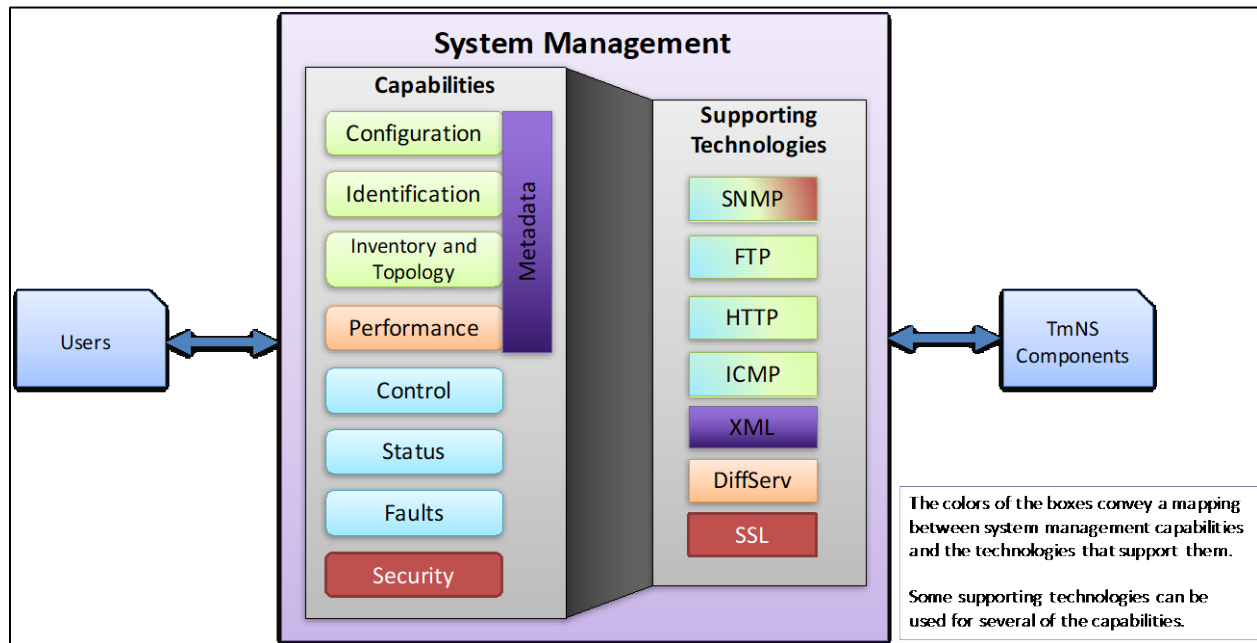 System Management
Capabilities
Configuration
Identification
Inventory and
Topology
Performance
Metadata
Control
Status
Faults
Security
Supporting
Technologies
SNMP
FTP
HTTP
ICMP
XML
DiffServ
SSL
Users
TmNS
Components
The colors of the boxes convey a mapping
between system management capabilities
and the technologies that support them.
Some supporting technologies can be
used for several of the capabilities.